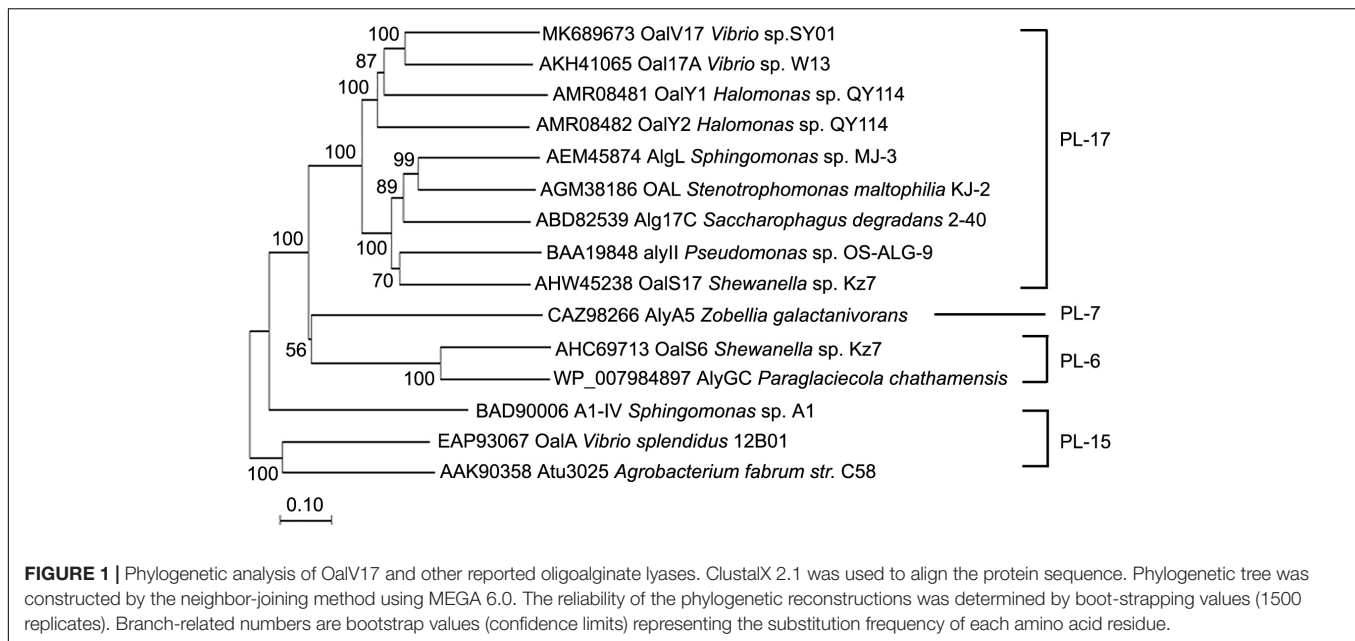 100
MK689673 OalV17 Vibrio sp.SY01
87
AKH41065 Oal17A Vibrio sp. W13
100
AMR08481 OalY1 Halomonas sp. QY114
AMR08482 OalY2 Halomonas sp. QY114
PL-17
100
99
AEM45874 AlgL Sphingomonas sp. MJ-3
89
AGM38186 OAL Stenotrophomonas maltophilia KJ-2
ABD82539 Alg17C Saccharophagus degradans 2-40
100
100
BAA19848 alyII Pseudomonas sp. OS-ALG-9
70
AHW45238 OalS17 Shewanella sp. Kz7
CAZ98266 AlyA5 Zobellia galactanivorans
PL-7
56
AHC69713 OalS6 Shewanella sp. Kz7
PL-6
100
WP_007984897 AlyGC Paraglaciecola chathamensis
BAD90006 A1-IV Sphingomonas sp. A1
EAP93067 OalA Vibrio splendidus 12B01
PL-15
100
AAK90358 Atu3025 Agrobacterium fabrum str. C58
0.10
FIGURE 1 | Phylogenetic analysis of OalV17 and other reported oligoalginate lyases. ClustalX 2.1 was used to align the protein sequence. Phylogenetic tree was
constructed by the neighbor-joining method using MEGA 6.0. The reliability of the phylogenetic reconstructions was determined by boot-strapping values (1500
replicates). Branch-related numbers are bootstrap values (confidence limits) representing the substitution frequency of each amino acid residue.